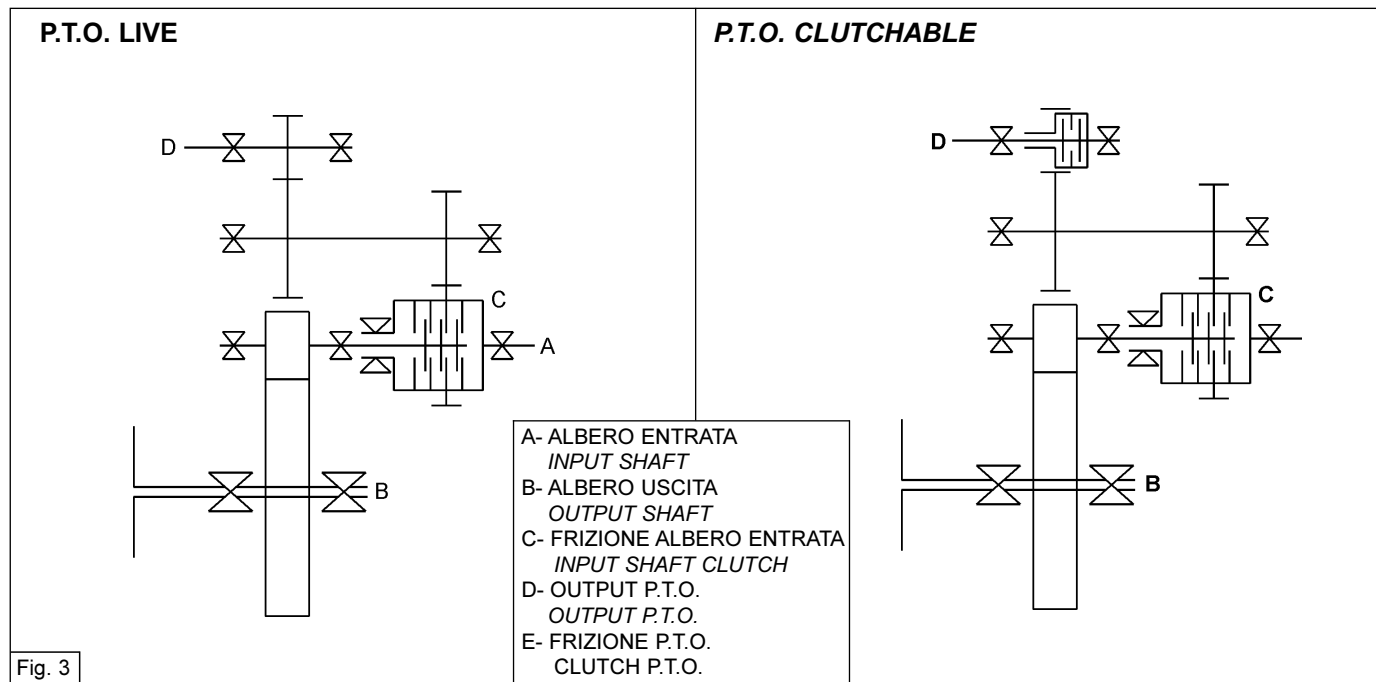 P.T.O. LIVE
P.T.O. CLUTCHABLE
D
C
A
B
D
C
B
A- ALBERO ENTRATA
INPUT SHAFT
B- ALBERO USCITA
OUTPUT SHAFT
C- FRIZIONE ALBERO ENTRATA
INPUT SHAFT CLUTCH
D- OUTPUT P.T.O.
OUTPUT P.T.O.
E- FRIZIONE P.T.O.
CLUTCH P.T.O.
Fig. 3